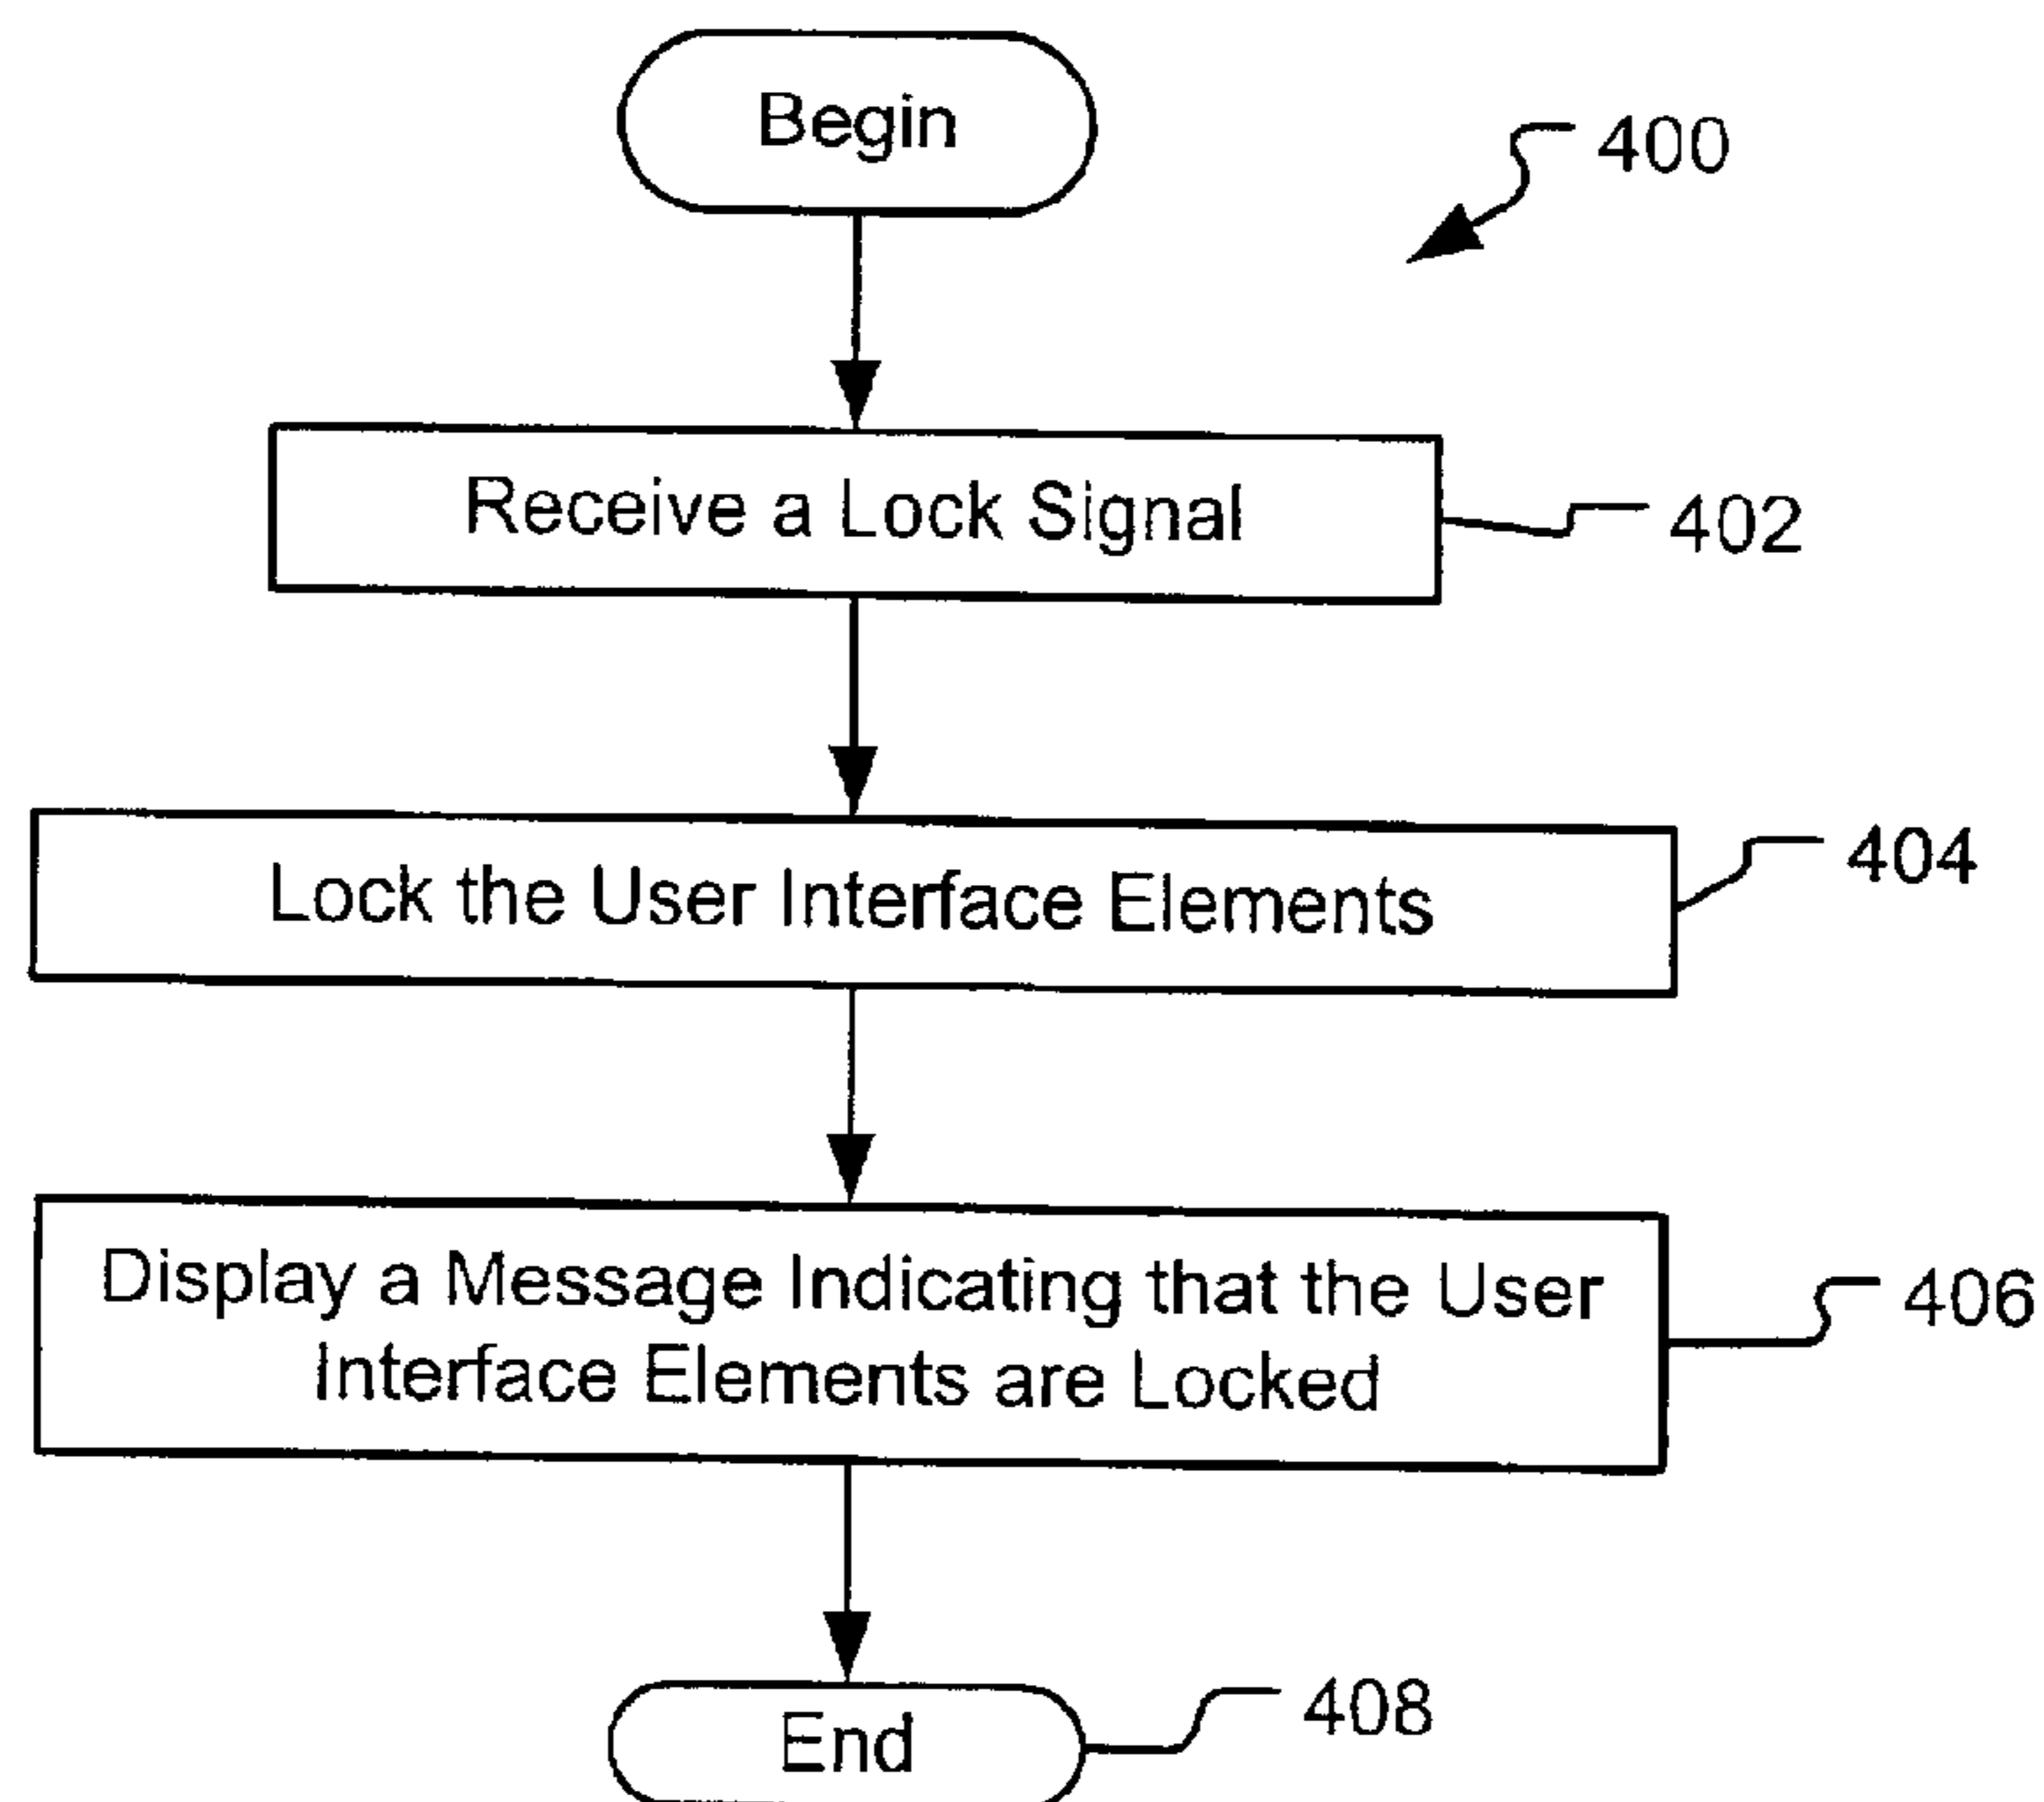 Begin
400
Receive a Lock Signal
402
Lock the User Interface Elements
404
Display a Message Indicating that the User
Interface Elements are Locked
406
End
408